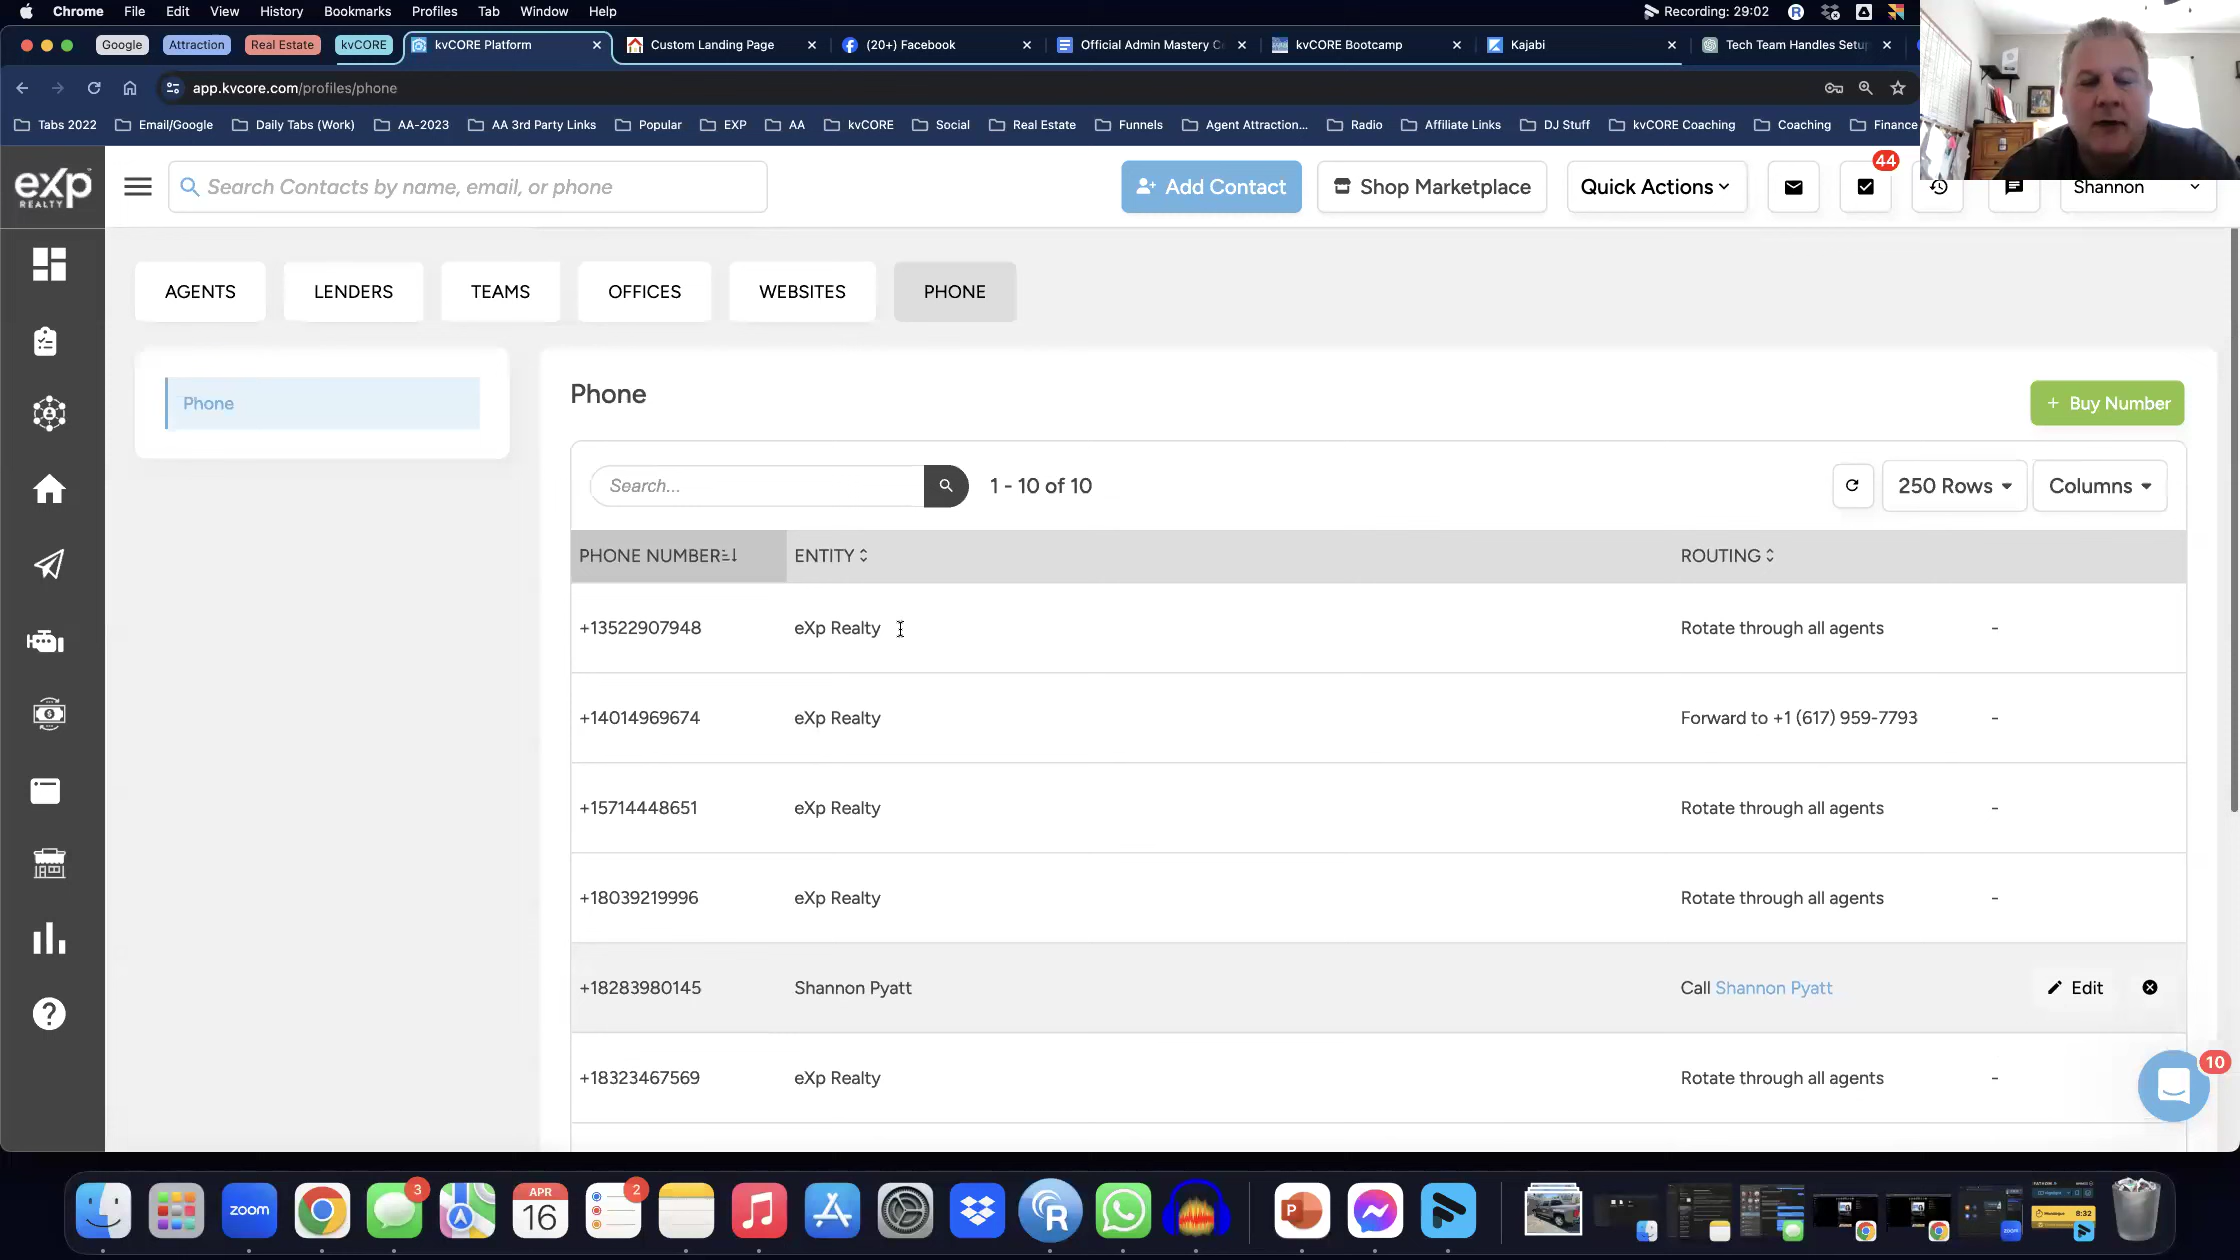 Chrome File Edit View History Bookmarks Profiles Tab Window Help Recording: 29:02
Google Attraction Real Estate kvCORE kvCORE Platform Custom Landing Page (20+) Facebook Official Admin Mastery C kvCORE Bootcamp Kajabi Tech Team Handles Setu
app.kvcore.com/profiles/phone
Tabs 2022 Email/Google Daily Tabs (Work) AA-2023 AA 3rd Party Links Popular EXP AA kvCORE Social Real Estate Funnels Agent Attraction... Radio Affiliate Links DJ Stuff kvCORE Coaching Coaching Finance
eXp REALTY Search Contacts by name, email, or phone Add Contact Shop Marketplace Quick Actions 44 Shannon
AGENTS LENDERS TEAMS OFFICES WEBSITES PHONE
Phone
Phone
+ Buy Number
Search... 1 - 10 of 10 250 Rows Columns
PHONE NUMBER ENTITY ROUTING
+13522907948 eXp Realty Rotate through all agents -
+14014969674 eXp Realty Forward to +1 (617) 959-7793 -
+15714448651 eXp Realty Rotate through all agents -
+18039219996 eXp Realty Rotate through all agents -
+18283980145 Shannon Pyatt Call Shannon Pyatt Edit
+18323467569 eXp Realty Rotate through all agents -
10
zoom 3 APR 16 2 8:32